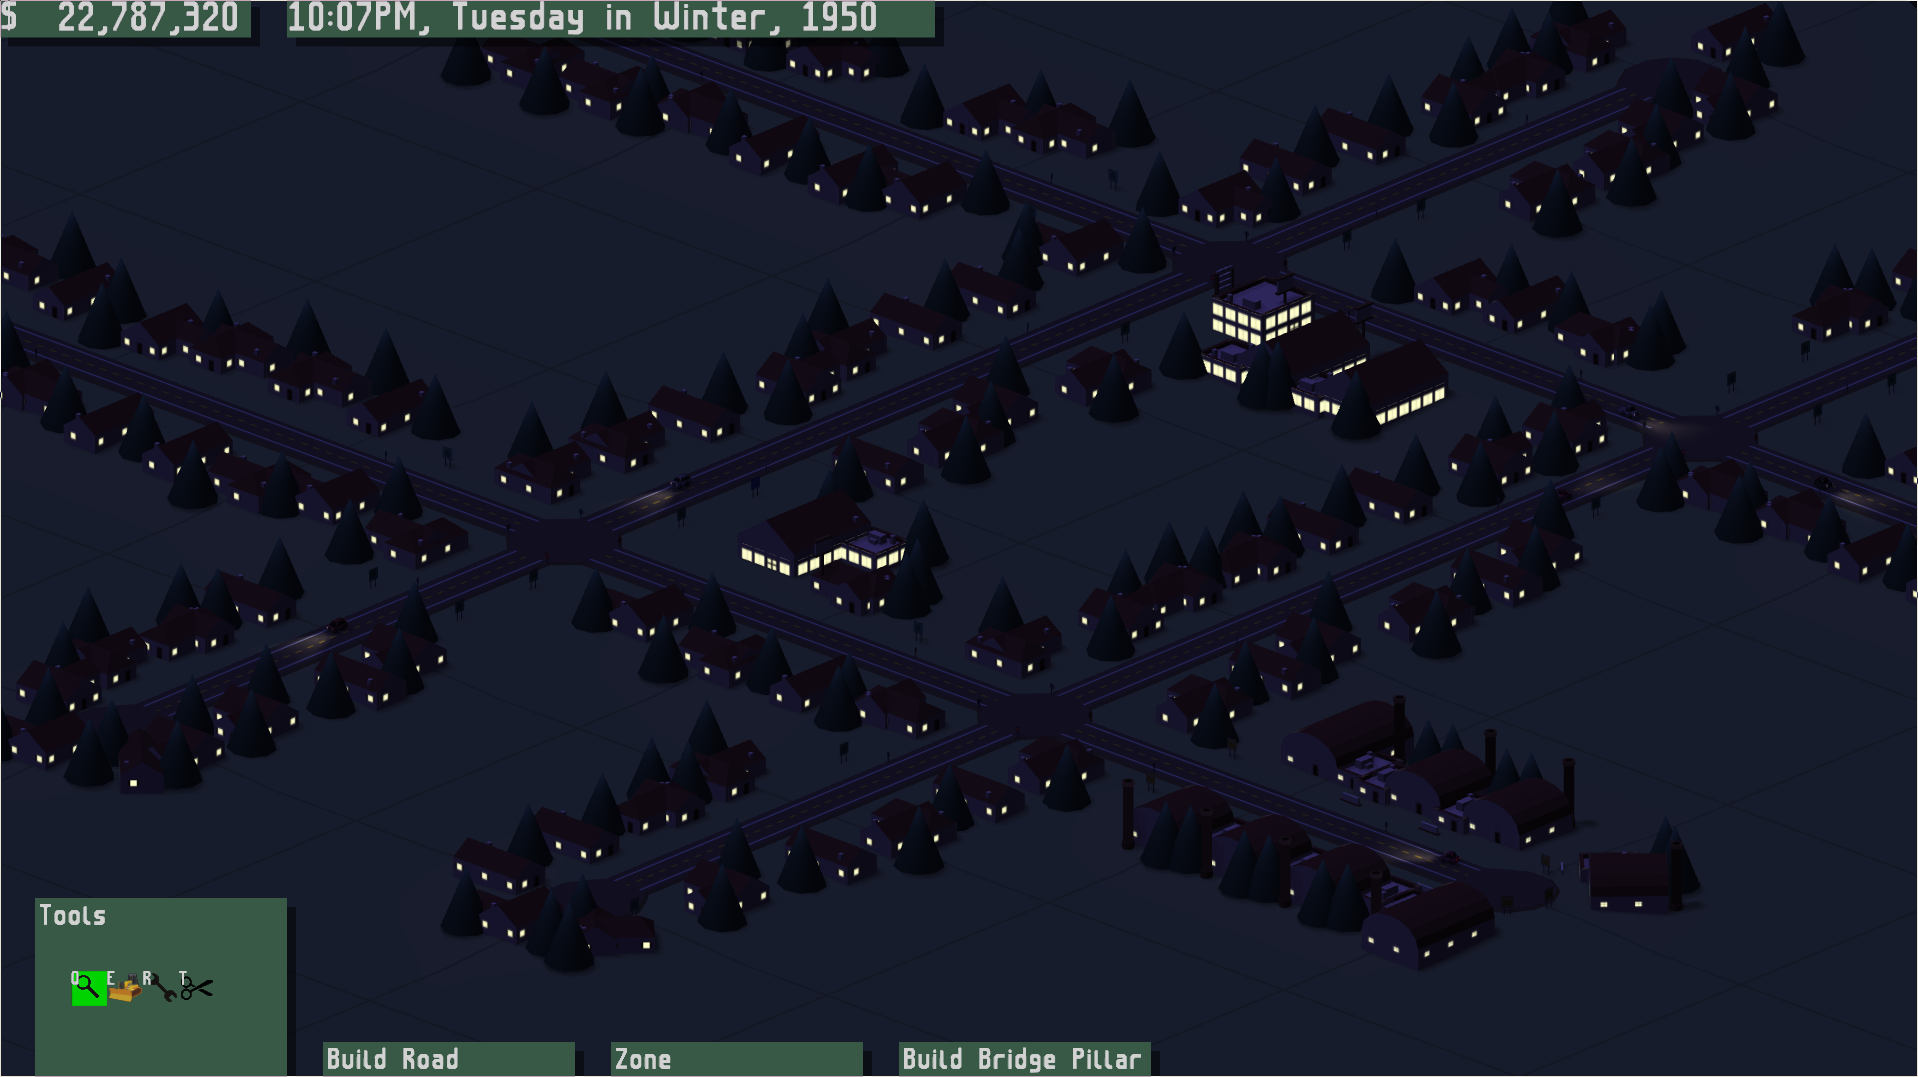 $ 22,787,320
10:07PM, Tuesday in Winter, 1950
Tools
Q E R T
Build Road
Zone
Build Bridge Pillar